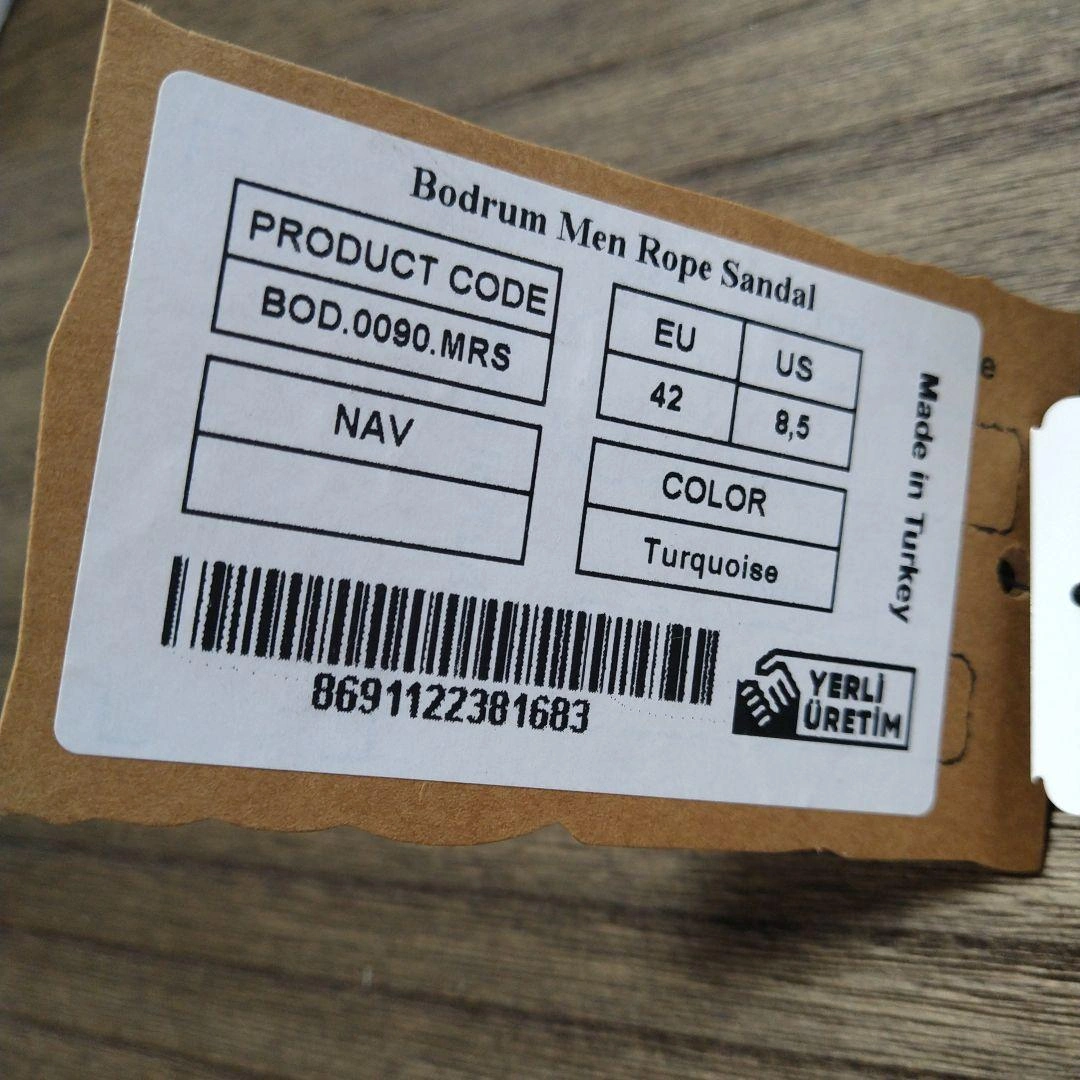 Bodrum Men Rope Sandal
PRODUCT CODE
BOD.0090.MRS
NAV
EU US
42 8,5
COLOR
Turquoise
Made in Turkey
8691122381683
YERLİ
ÜRETİM
e